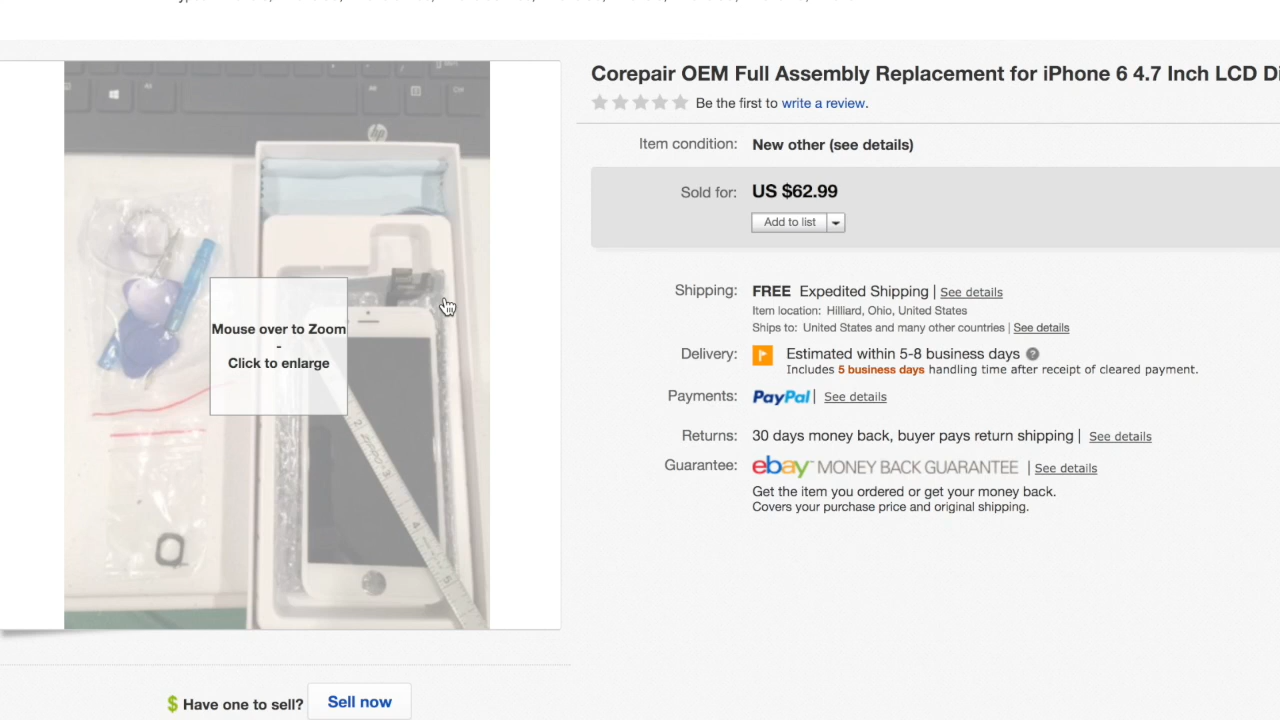 Corepair OEM Full Assembly Replacement for iPhone 6 4.7 Inch LCD Di
Be the first to write a review.
Item condition: New other (see details)
Sold for: US $62.99
Add to list
Shipping: FREE Expedited Shipping | See details
Item location: Hilliard, Ohio, United States
Ships to: United States and many other countries | See details
Delivery: Estimated within 5-8 business days ?
Includes 5 business days handling time after receipt of cleared payment.
Payments: PayPal | See details
Returns: 30 days money back, buyer pays return shipping | See details
Guarantee: ebay MONEY BACK GUARANTEE | See details
Get the item you ordered or get your money back.
Covers your purchase price and original shipping.
hp
Mouse over to Zoom
-
Click to enlarge
2
3
4
5
$ Have one to sell? Sell now